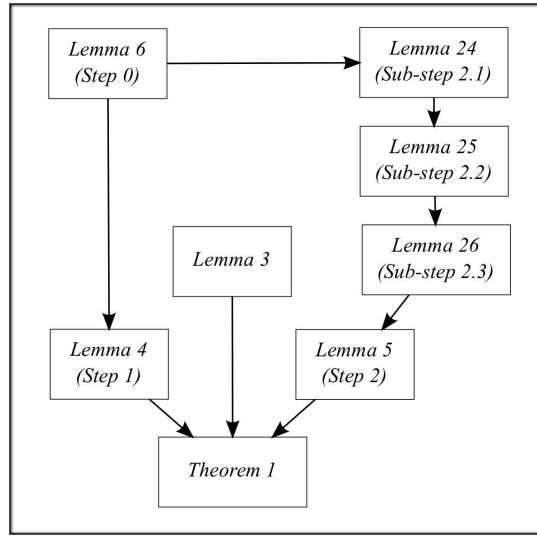 Lemma 6
(Step 0)
Lemma 24
(Sub-step 2.1)
Lemma 25
(Sub-step 2.2)
Lemma 26
(Sub-step 2.3)
Lemma 3
Lemma 4
(Step 1)
Lemma 5
(Step 2)
Theorem 1